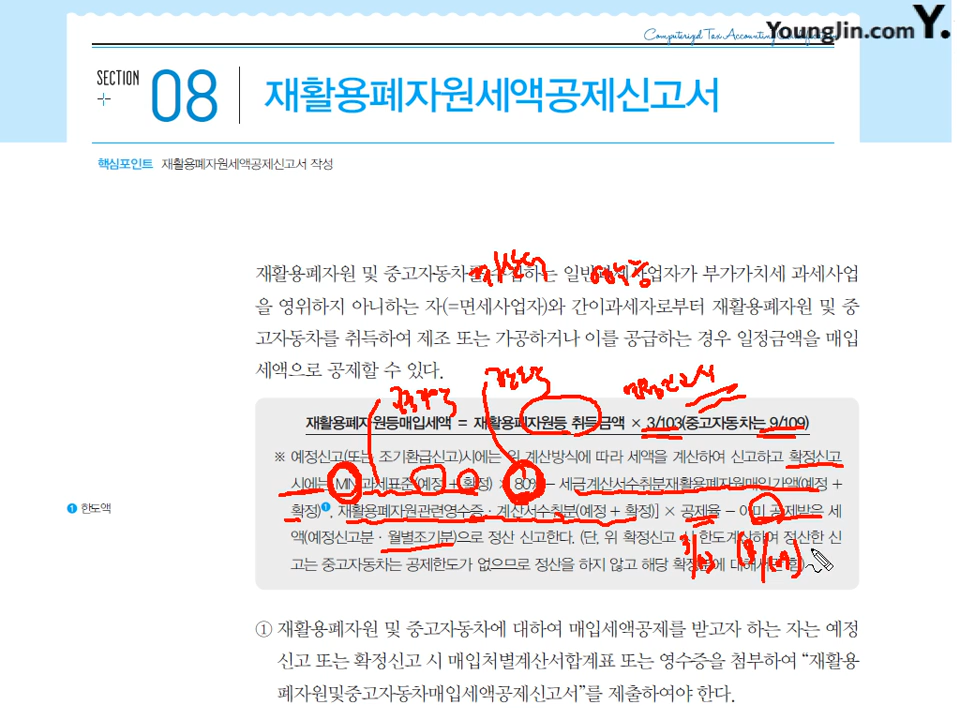 YoungJin.com Y.
Computerized Tax Accounting
SECTION 08 재활용폐자원세액공제신고서
핵심포인트 재활용폐자원세액공제신고서 작성
재활용폐자원 및 중고자동차를 수집하는 일반과세사업자가 부가가치세 과세사업
을 영위하지 아니하는 자(=면세사업자)와 간이과세자로부터 재활용폐자원 및 중
고자동차를 취득하여 제조 또는 가공하거나 이를 공급하는 경우 일정금액을 매입
세액으로 공제할 수 있다.
재활용폐자원등매입세액 = 재활용폐자원등 취득금액 × 3/103(중고자동차는 9/109)
※ 예정신고(또는 조기환급신고)시에는 위 계산방식에 따라 세액을 계산하여 신고하고 확정신고
시에는 MIN 과세표준(예정 + 확정) × 80% - 세금계산서수취분재활용폐자원매입가액(예정 +
확정)❶, 재활용폐자원관련영수증·계산서수취분(예정 + 확정)] × 공제율 - 이미 공제받은 세
액(예정신고분·월별조기분)으로 정산 신고한다. (단, 위 확정신고 시 한도계산하여 정산한 신
고는 중고자동차는 공제한도가 없으므로 정산을 하지 않고 해당 확정분에 대해서만 함)
❶ 한도액
① 재활용폐자원 및 중고자동차에 대하여 매입세액공제를 받고자 하는 자는 예정
신고 또는 확정신고 시 매입처별계산서합계표 또는 영수증을 첨부하여 “재활용
폐자원및중고자동차매입세액공제신고서”를 제출하여야 한다.